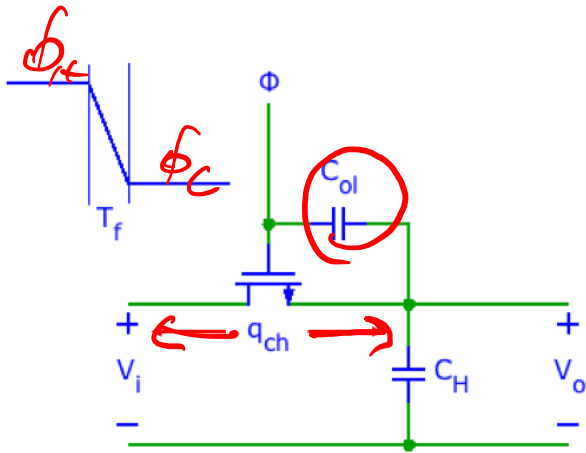 Φ
C_ol
T_f
q_ch
+
+
V_i
C_H
V_o
−
−